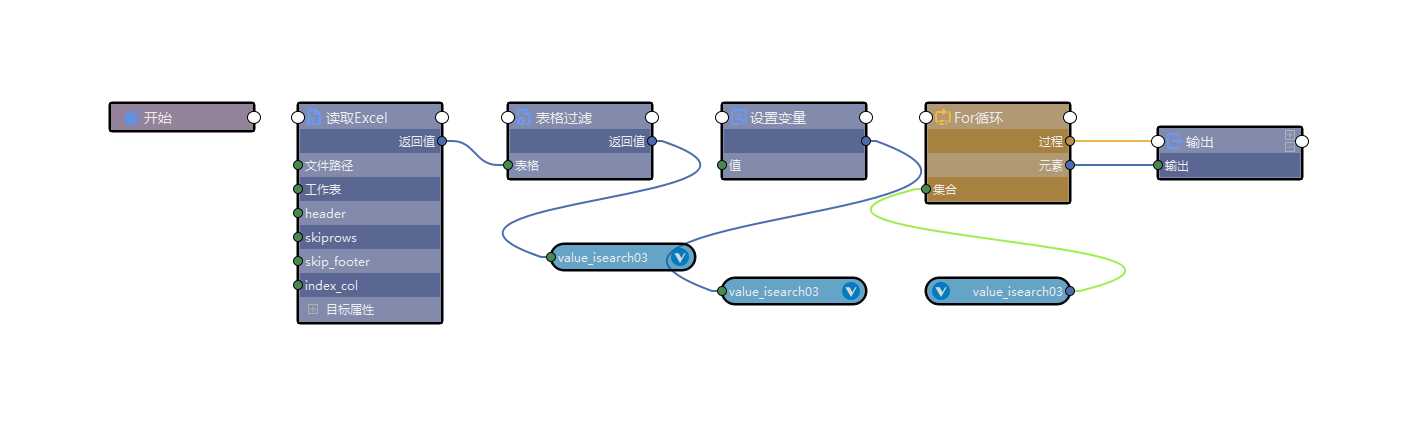 开始
读取Excel
返回值
文件路径
工作表
header
skiprows
skip_footer
index_col
目标属性
表格过滤
返回值
表格
value_isearch03
设置变量
值
value_isearch03
For循环
过程
元素
集合
value_isearch03
输出
输出